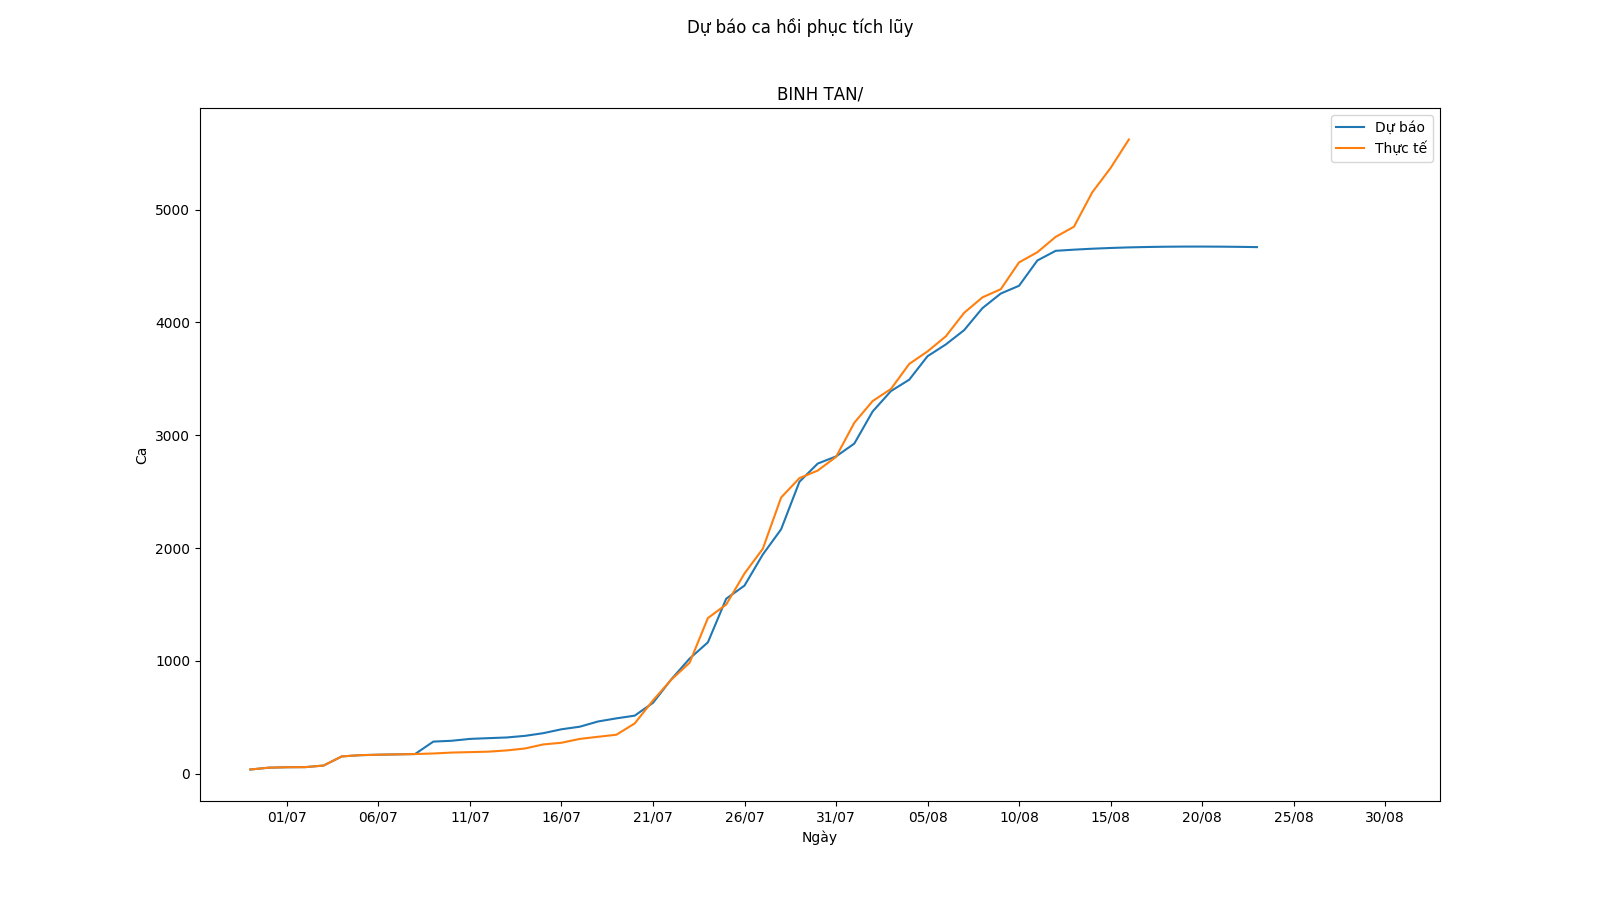 Dự báo ca hồi phục tích lũy
BINH TAN/
Dự báo
Thực tế
5000
4000
3000
2000
1000
0
Ca
01/07 06/07 11/07 16/07 21/07 26/07 31/07 05/08 10/08 15/08 20/08 25/08 30/08
Ngày